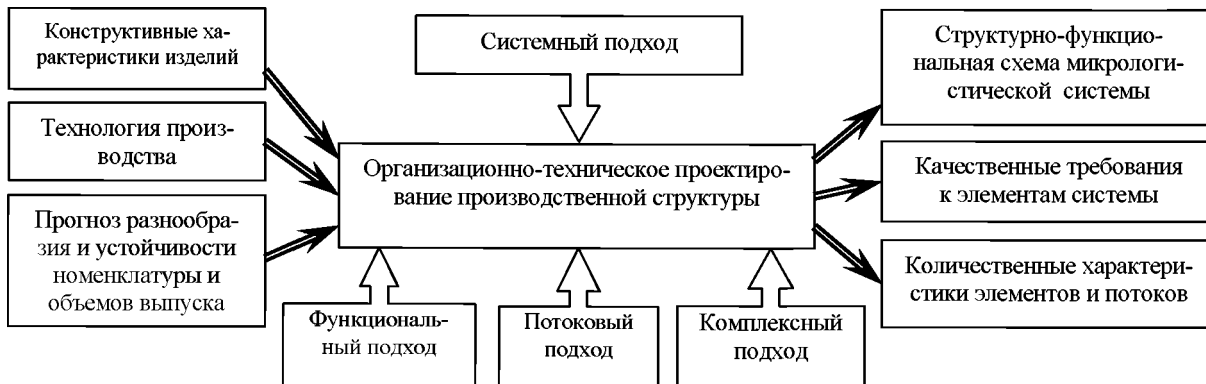 Конструктивные ха-
рактеристики изделий
Технология произ-
водства
Прогноз разнообра-
зия и устойчивости
номенклатуры и
объемов выпуска
Системный подход
Организационно-техническое проектиро-
вание производственной структуры
Функциональ-
ный подход
Потоковый
подход
Комплексный
подход
Структурно-функцио-
нальная схема микрологи-
стической системы
Качественные требования
к элементам системы
Количественные характери-
стики элементов и потоков